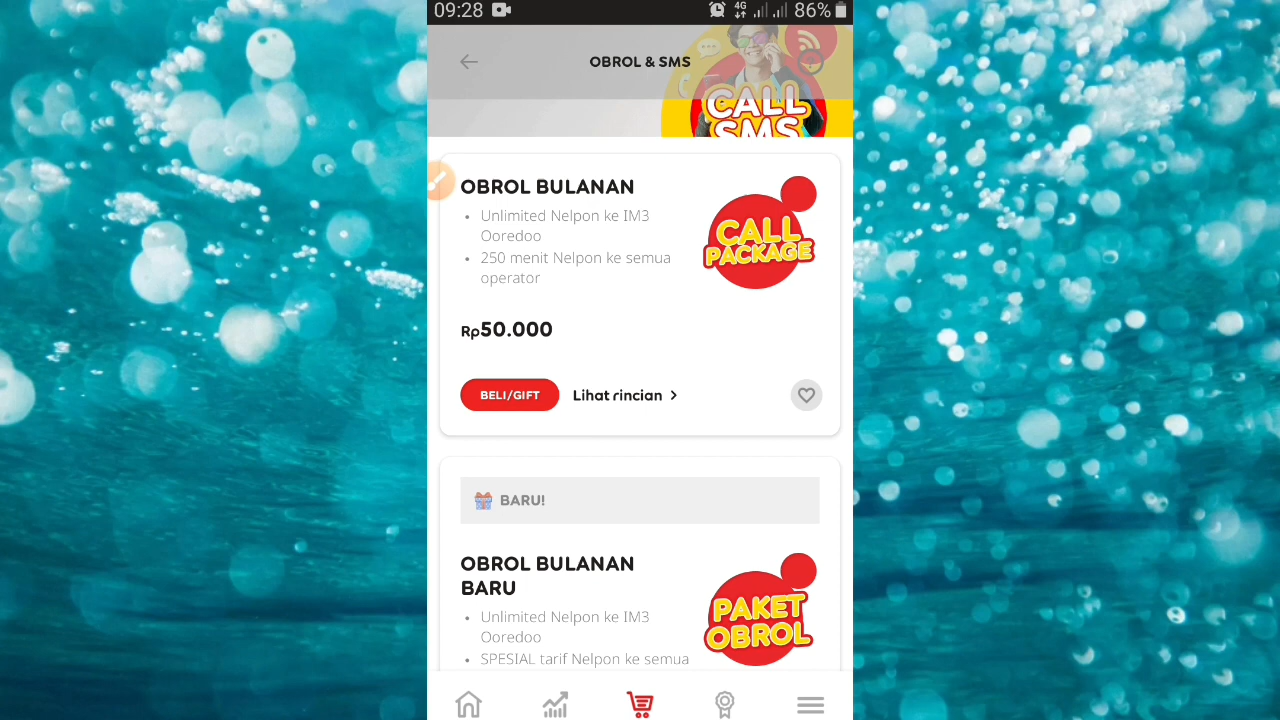 09:28
4G
86%
OBROL & SMS
CALL
SMS
OBROL BULANAN
Unlimited Nelpon ke IM3
Ooredoo
250 menit Nelpon ke semua
operator
CALL
PACKAGE
Rp50.000
BELI/GIFT
Lihat rincian
BARU!
OBROL BULANAN
BARU
Unlimited Nelpon ke IM3
Ooredoo
SPESIAL tarif Nelpon ke semua
PAKET
OBROL